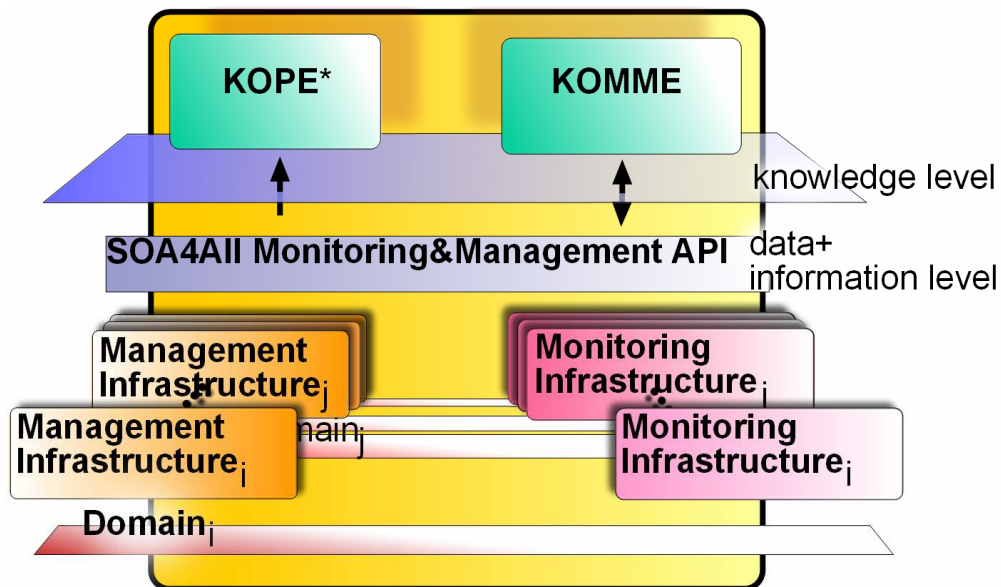 KOPE*
KOMME
knowledge level
SOA4All Monitoring&Management API
data+
information level
Management
Infrastructurej
Monitoring
Infrastructurej
mainj
Management
Infrastructurei
Monitoring
Infrastructurei
Domaini